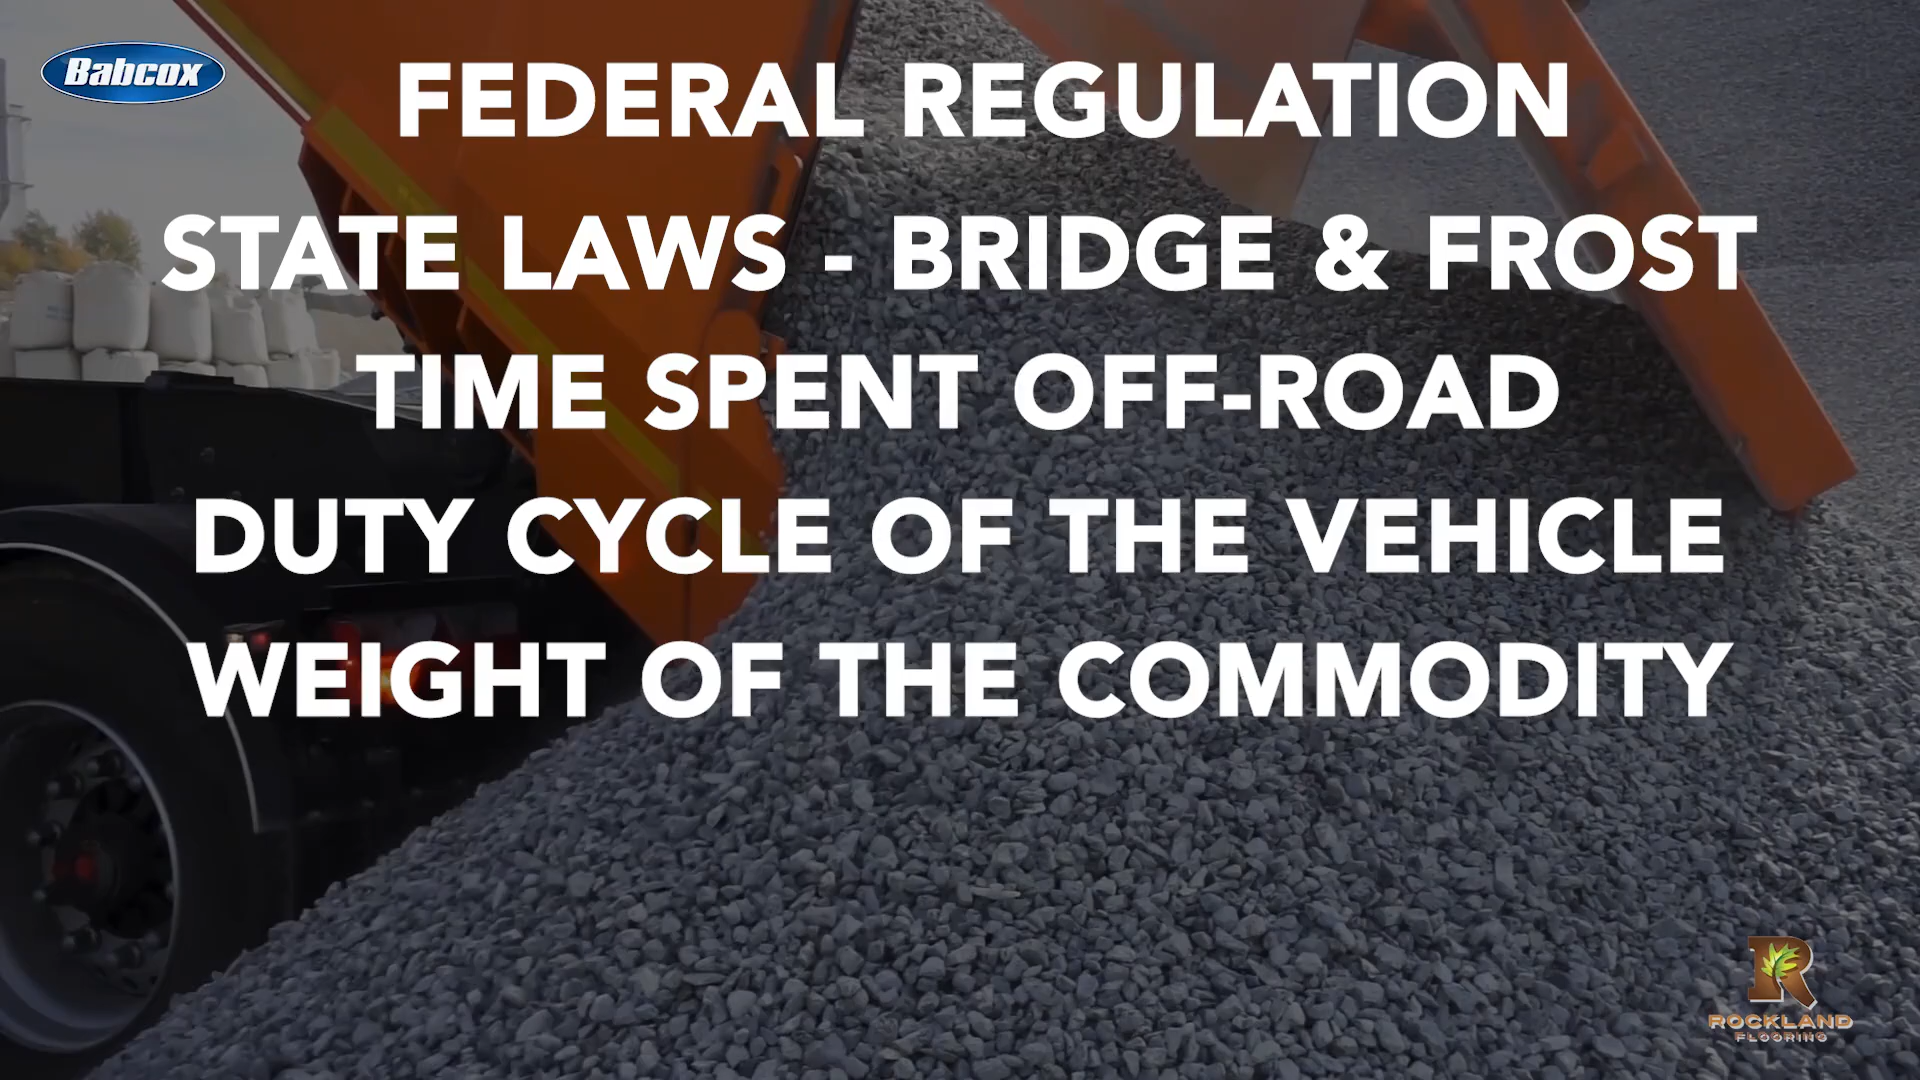 Babcox
FEDERAL REGULATION
STATE LAWS - BRIDGE & FROST
TIME SPENT OFF-ROAD
DUTY CYCLE OF THE VEHICLE
WEIGHT OF THE COMMODITY
R
ROCKLAND
FLOORING